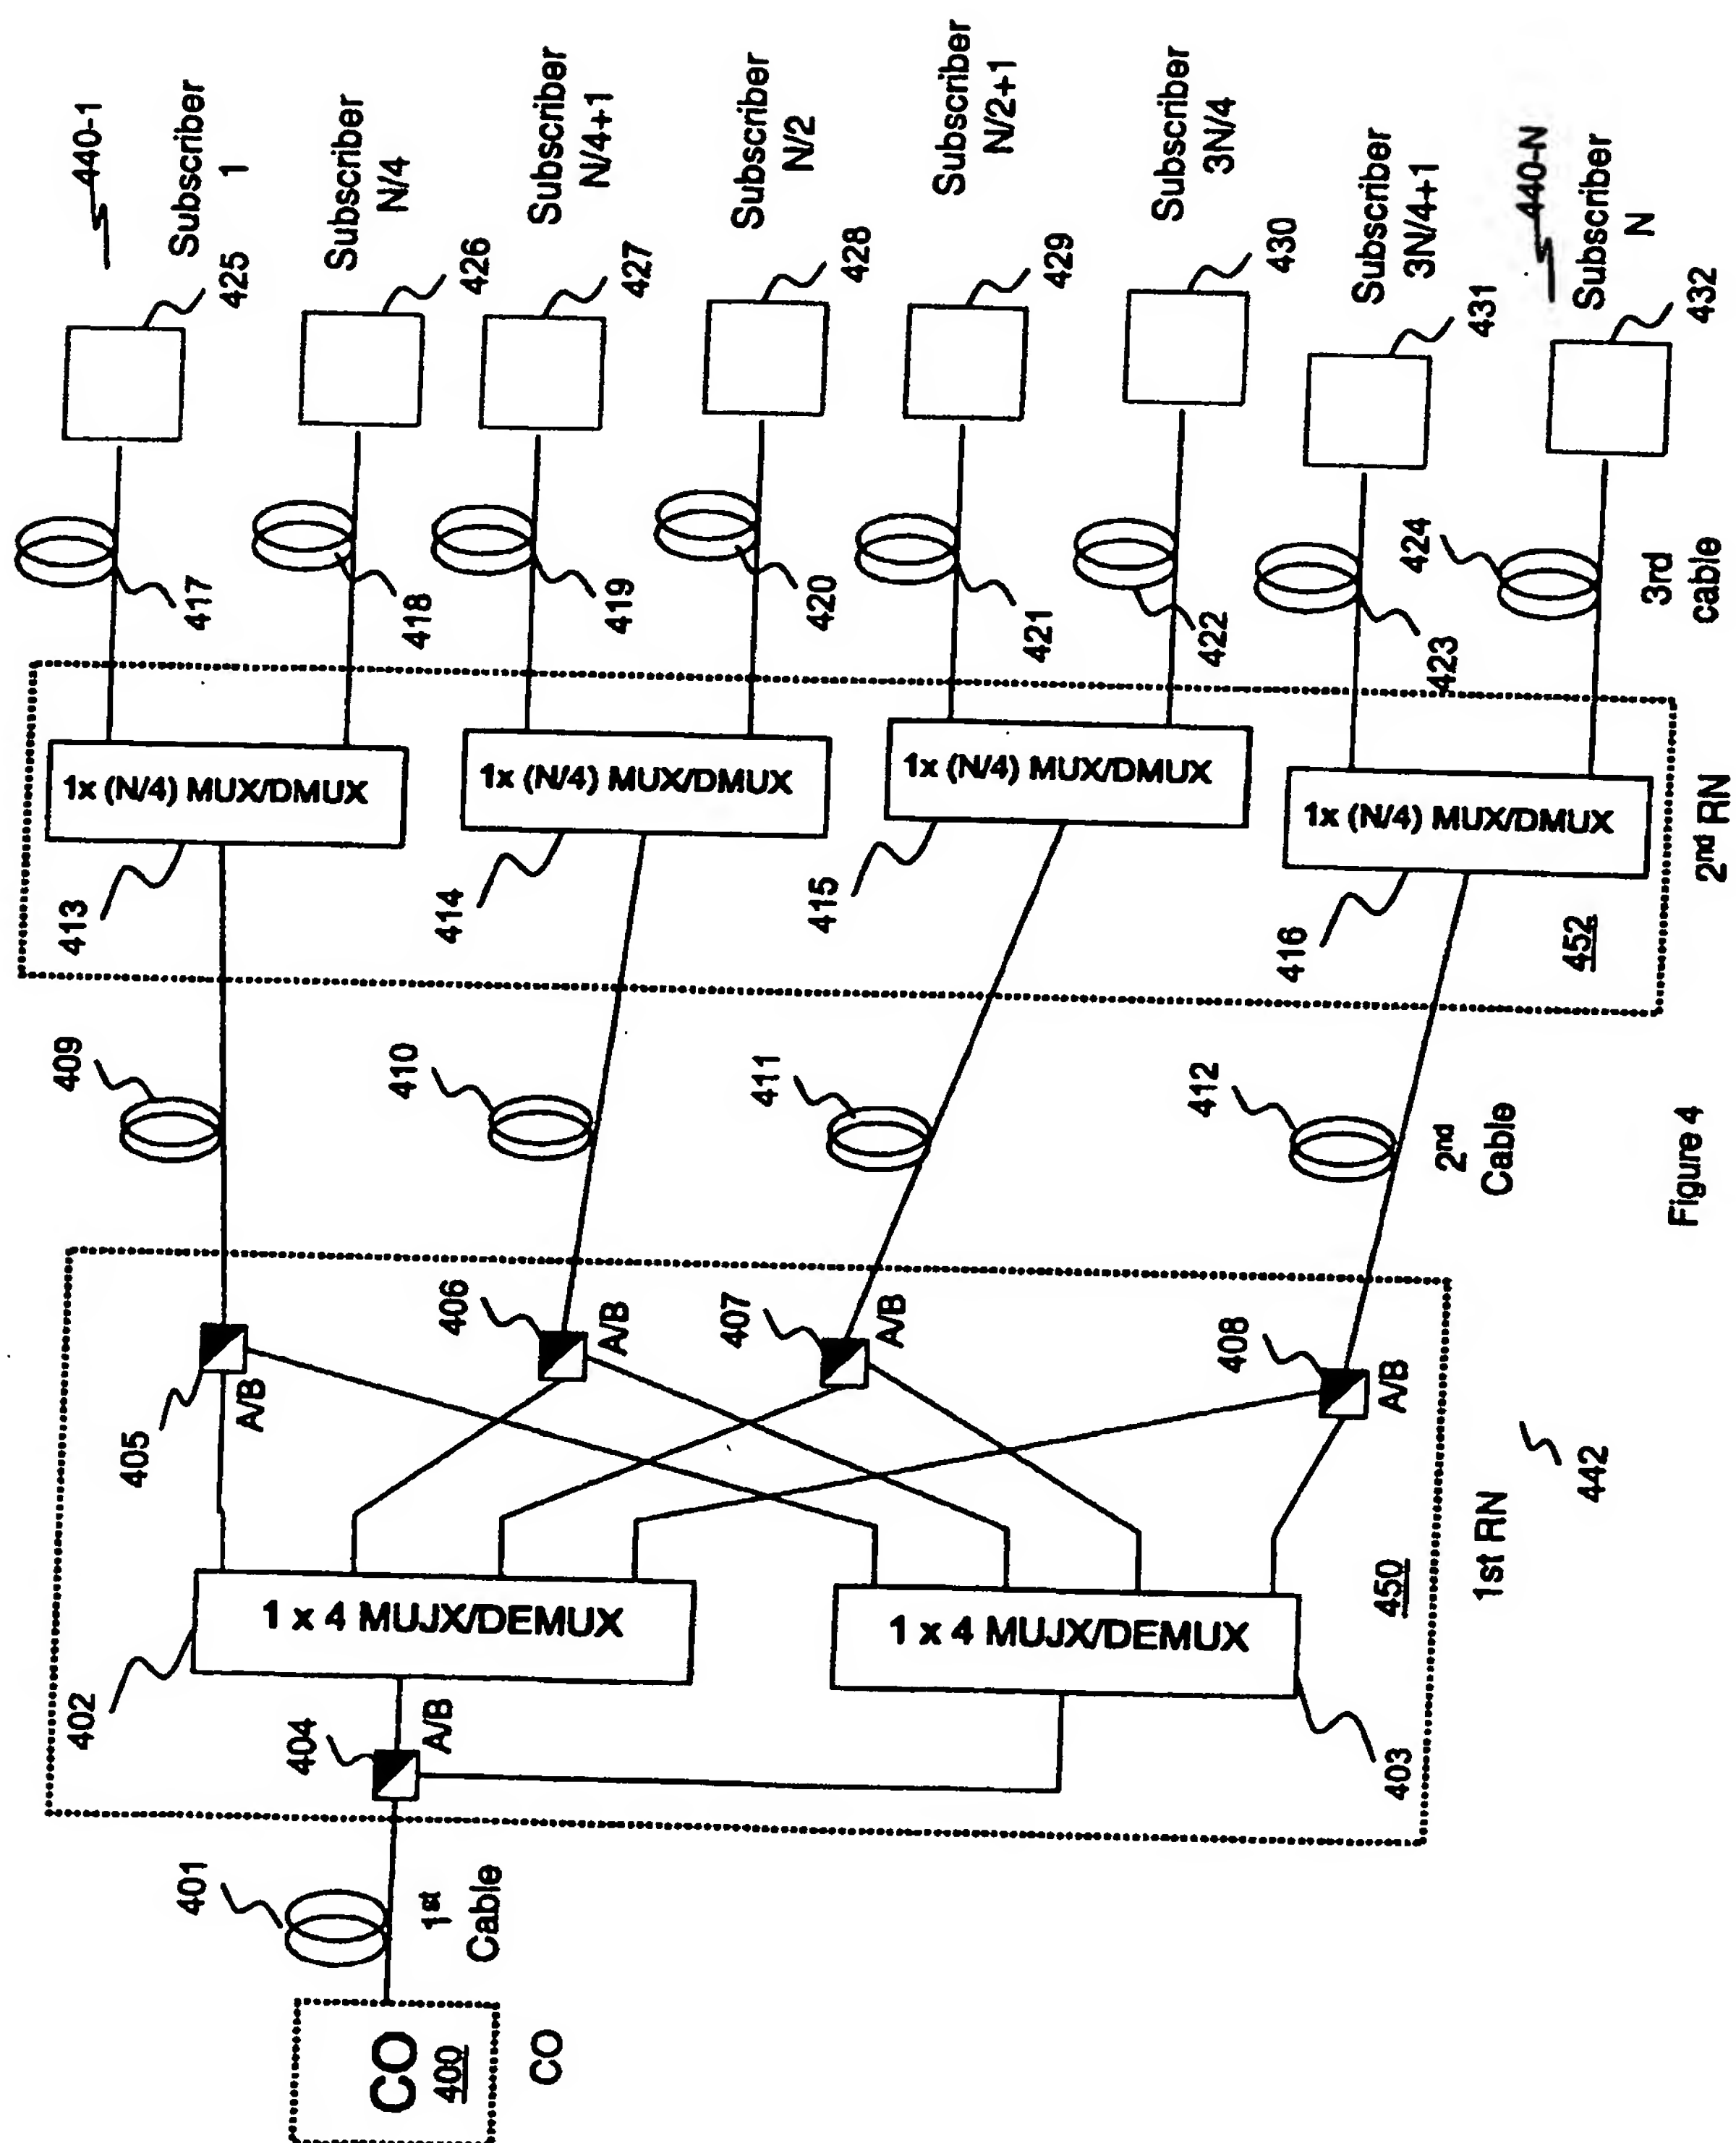 440-1
Subscriber
1
425
Subscriber
N/4
426
Subscriber
N/4+1
427
Subscriber
N/2
428
Subscriber
N/2+1
429
Subscriber
3N/4
430
Subscriber
3N/4+1
431
440-N
Subscriber
N
432
417
418
419
420
421
422
423
424
3rd
cable
1x (N/4) MUX/DMUX
413
1x (N/4) MUX/DMUX
414
1x (N/4) MUX/DMUX
415
1x (N/4) MUX/DMUX
416
452
2nd RN
409
410
411
412
2nd
Cable
Figure 4
405
A/B
406
A/B
407
A/B
408
A/B
1 x 4 MUJX/DEMUX
402
1 x 4 MUJX/DEMUX
403
404
A/B
450
1st RN
442
401
1st
Cable
CO
400
CO